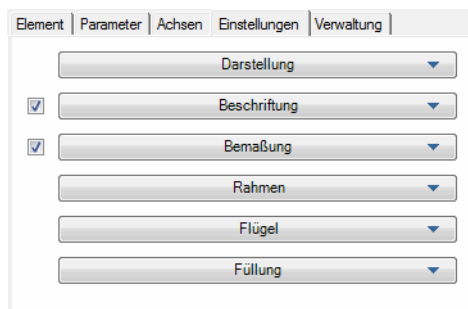 Element Parameter Achsen Einstellungen Verwaltung
Darstellung
Beschriftung
Bemaßung
Rahmen
Flügel
Füllung